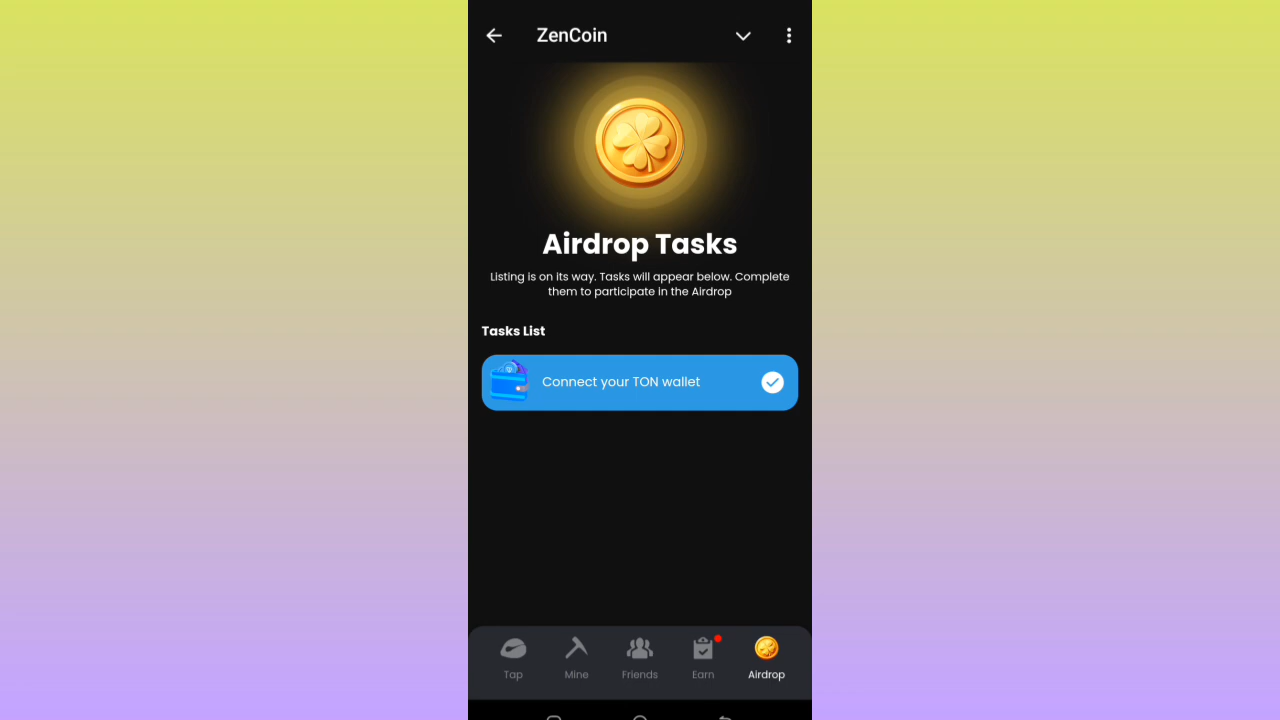 ZenCoin
Airdrop Tasks
Listing is on its way. Tasks will appear below. Complete
them to participate in the Airdrop
Tasks List
Connect your TON wallet
Tap Mine Friends Earn Airdrop